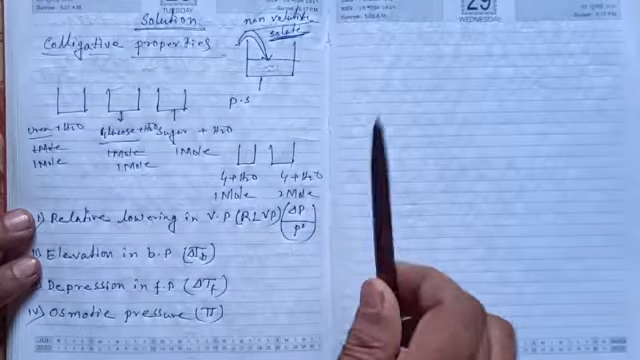 TUESDAY
Solution
non volatile
solute
Colligative properties
P.S
Urea + H2O
Glucose + H2O
Sugar + H2O
1 Mole
1 Mole
1 Mole
1 Mole
1 Mole
U + H2O
U + H2O
1 Mole
2 Mole
i) Relative lowering in V.P (RLVP) (ΔP/P°)
ii) Elevation in b.P (ΔTb)
iii) Depression in f.P (ΔTf)
iv) Osmotic pressure (π)
29
WEDNESDAY